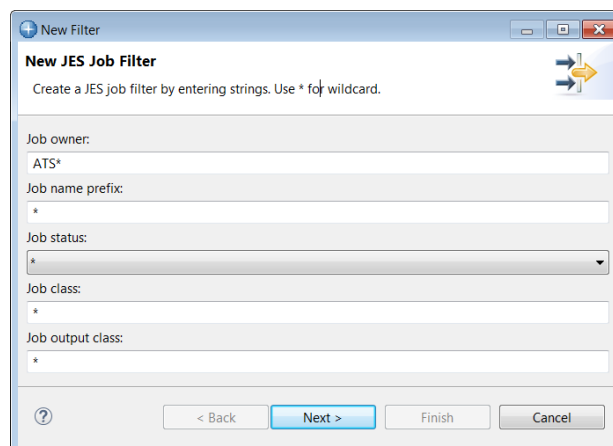 New Filter
New JES Job Filter
Create a JES job filter by entering strings. Use * for wildcard.
Job owner:
ATS*
Job name prefix:
*
Job status:
*
Job class:
*
Job output class:
*
< Back Next > Finish Cancel